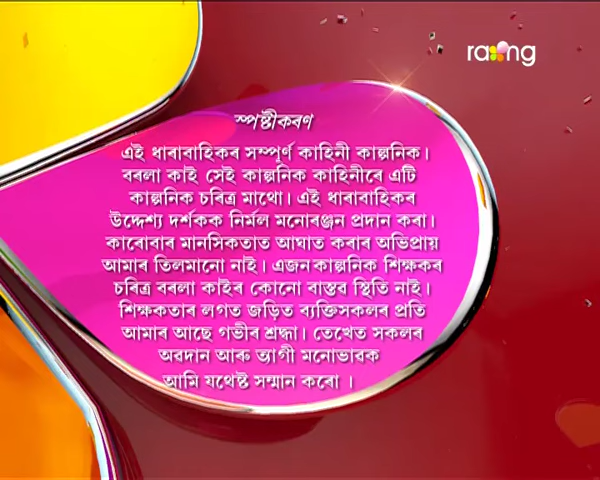 rang
স্পষ্টীকৰণ
এই ধাৰাবাহিকৰ সম্পূৰ্ণ কাহিনী কাল্পনিক।
বৰলা কাই সেই কাল্পনিক কাহিনীৰে এটি
কাল্পনিক চৰিত্ৰ মাথো। এই ধাৰাবাহিকৰ
উদ্দেশ্য দৰ্শকক নিৰ্মল মনোৰঞ্জন প্ৰদান কৰা।
কাৰোবাৰ মানসিকতাত আঘাত কৰাৰ অভিপ্ৰায়
আমাৰ তিলমানো নাই। এজন কাল্পনিক শিক্ষকৰ
চৰিত্ৰ বৰলা কাইৰ কোনো বাস্তৱ স্থিতি নাই।
শিক্ষকতাৰ লগত জড়িত ব্যক্তিসকলৰ প্ৰতি
আমাৰ আছে গভীৰ শ্ৰদ্ধা। তেখেত সকলৰ
অৱদান আৰু ত্যাগী মনোভাৱক
আমি যথেষ্ট সন্মান কৰো ।